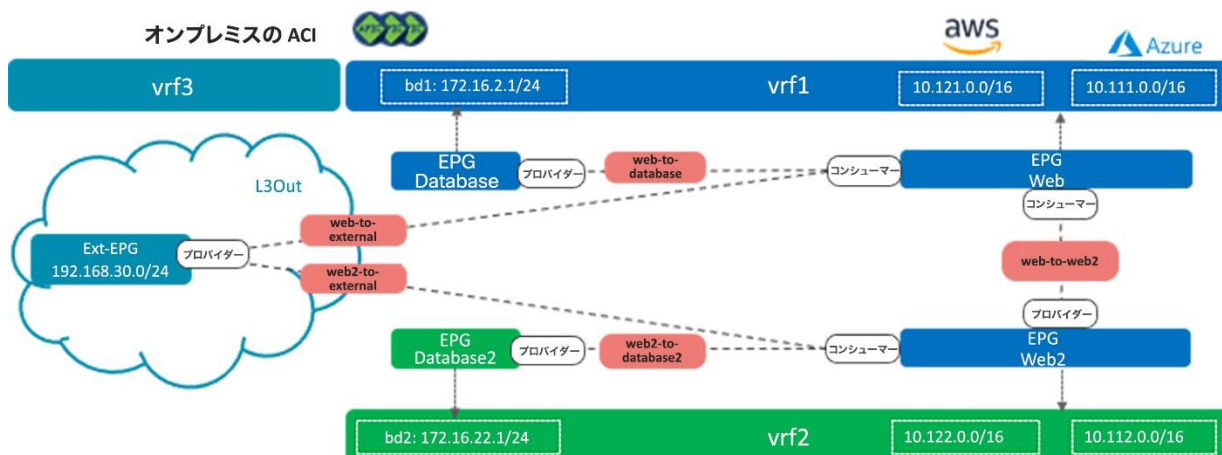 オンプレミスの ACI
aws
Azure
vrf3
bd1: 172.16.2.1/24
vrf1
10.121.0.0/16
10.111.0.0/16
EPG
Database
プロバイダー
web-to-
database
コンシューマー
EPG
Web
コンシューマー
L3Out
web-to-
external
Ext-EPG
192.168.30.0/24
プロバイダー
web2-to-
external
web-to-web2
プロバイダー
EPG
Database2
プロバイダー
web2-to-
database2
コンシューマー
EPG
Web2
bd2: 172.16.22.1/24
vrf2
10.122.0.0/16
10.112.0.0/16